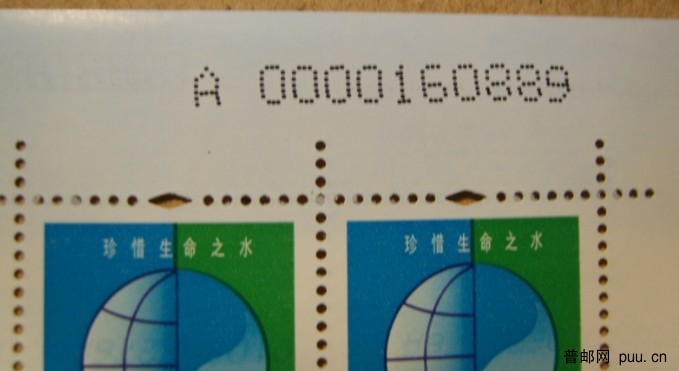 A 0000160889
珍惜生命之水 珍惜生命之水
普邮网 puu.cn